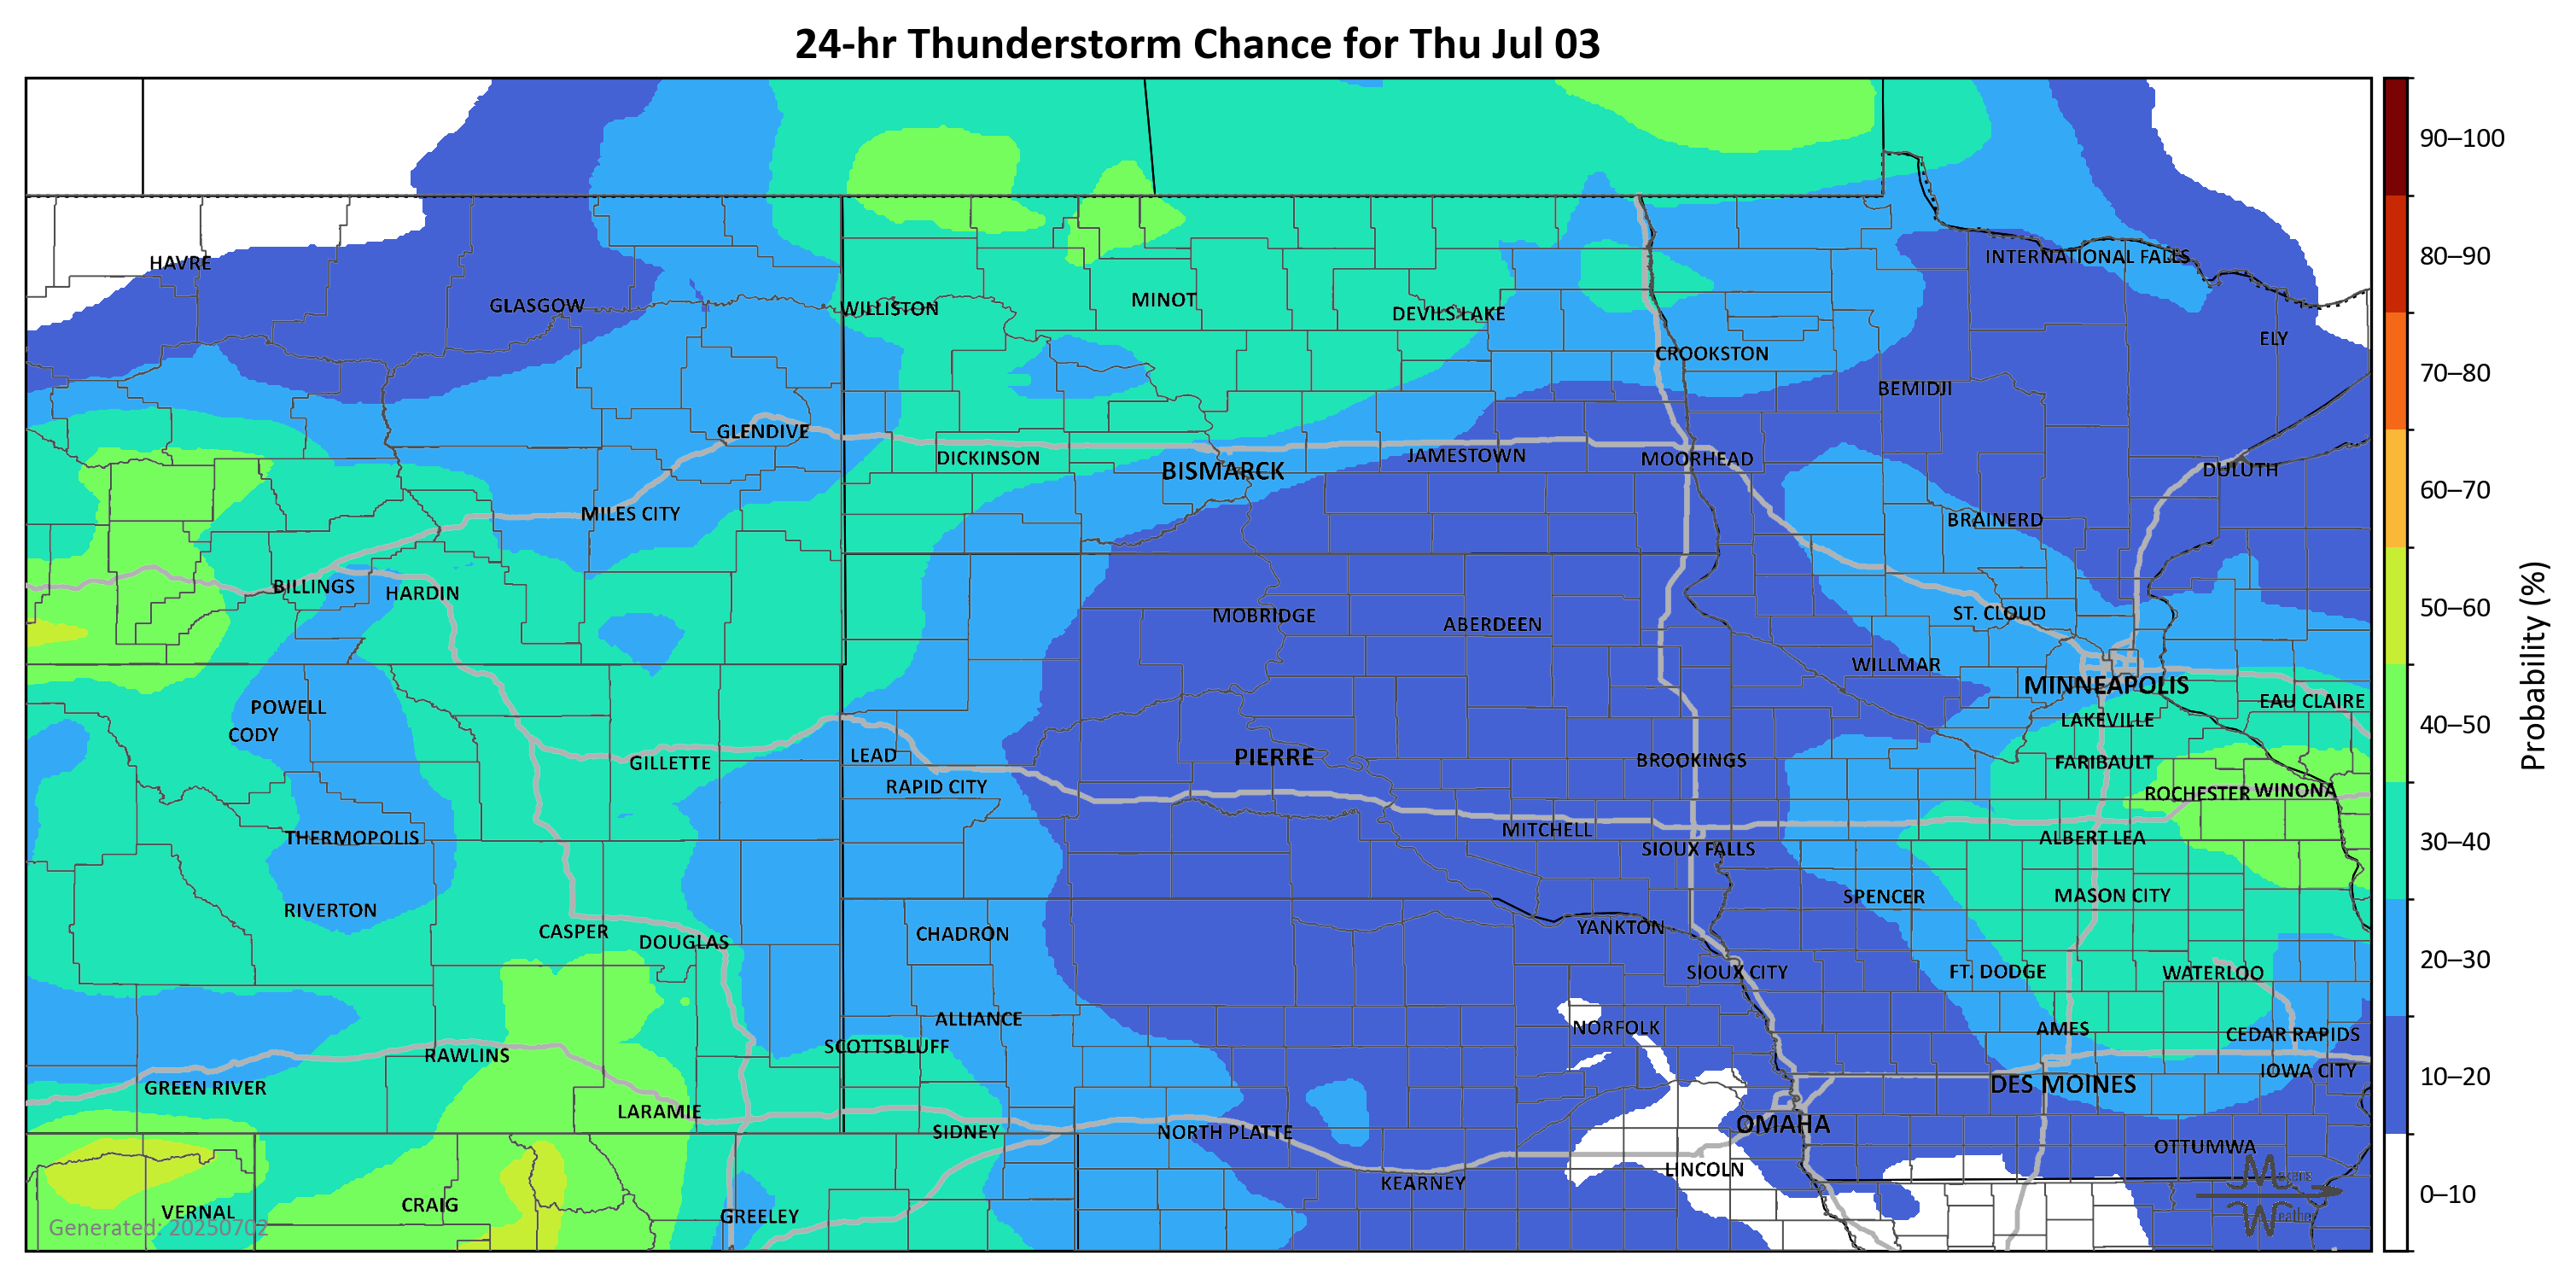 24-hr Thunderstorm Chance for Thu Jul 03
90–100
80–90
70–80
60–70
50–60
40–50
30–40
20–30
10–20
0–10
Probability (%)
HAVRE
GLASGOW
WILLISTON
MINOT
DEVILS LAKE
INTERNATIONAL FALLS
ELY
CROOKSTON
BEMIDJI
GLENDIVE
DICKINSON
BISMARCK
JAMESTOWN
MOORHEAD
DULUTH
MILES CITY
BRAINERD
BILLINGS
HARDIN
MOBRIDGE
ABERDEEN
ST. CLOUD
WILLMAR
MINNEAPOLIS
EAU CLAIRE
POWELL
CODY
LAKEVILLE
GILLETTE
LEAD
PIERRE
BROOKINGS
FARIBAULT
RAPID CITY
ROCHESTER
WINONA
THERMOPOLIS
MITCHELL
ALBERT LEA
SIOUX FALLS
RIVERTON
SPENCER
MASON CITY
CASPER
DOUGLAS
CHADRON
YANKTON
SIOUX CITY
FT. DODGE
WATERLOO
ALLIANCE
NORFOLK
AMES
CEDAR RAPIDS
RAWLINS
SCOTTSBLUFF
IOWA CITY
GREEN RIVER
DES MOINES
LARAMIE
SIDNEY
NORTH PLATTE
OMAHA
OTTUMWA
LINCOLN
KEARNEY
VERNAL
CRAIG
GREELEY
Generated: 20250702
Makens
Weather